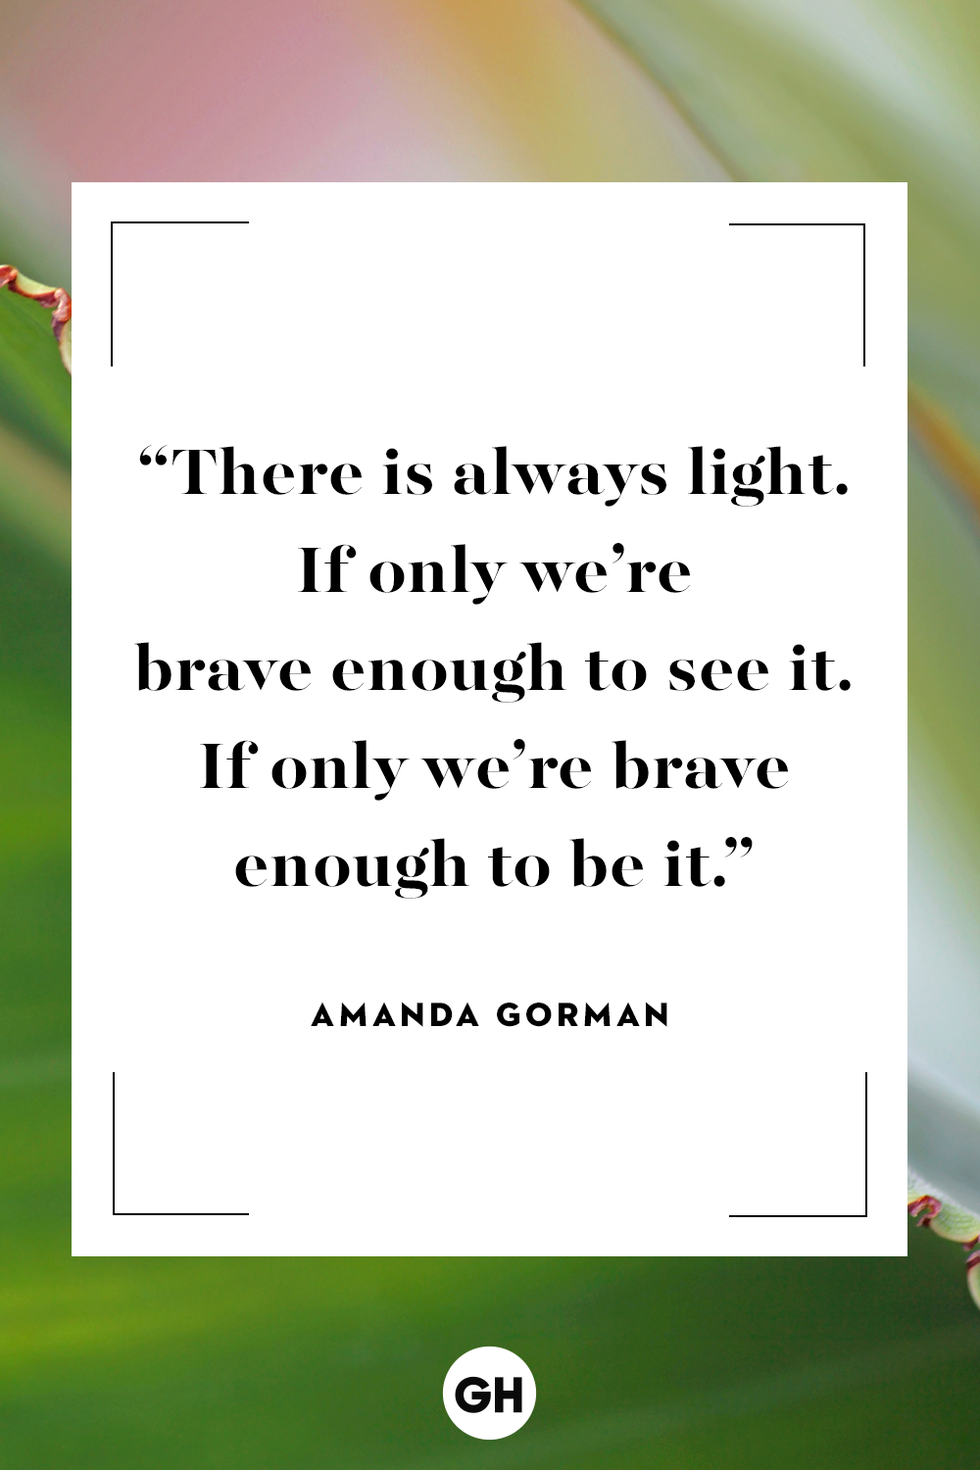 “There is always light.
If only we’re
brave enough to see it.
If only we’re brave
enough to be it.”
AMANDA GORMAN
GH